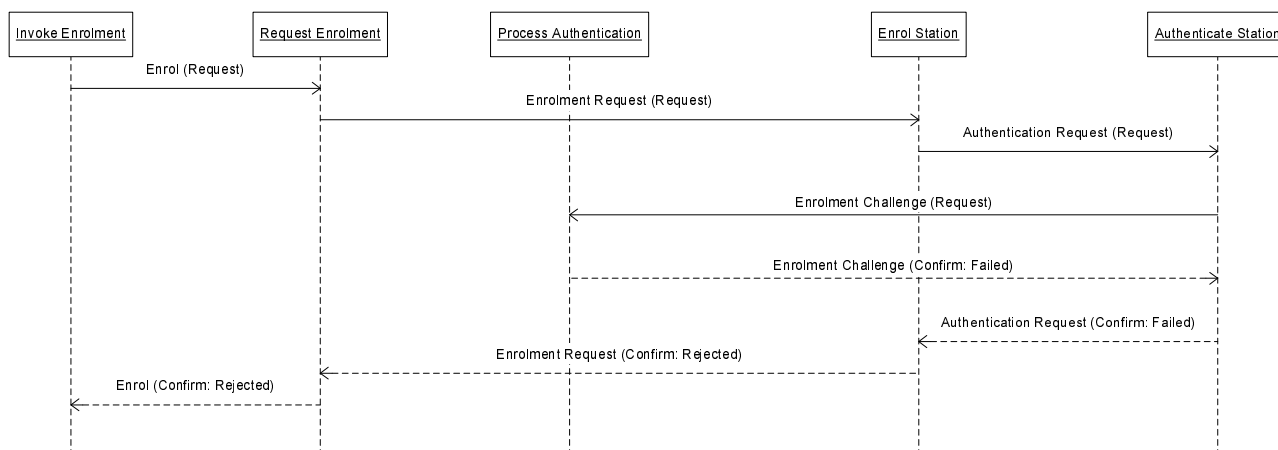 Invoke Enrolment
Request Enrolment
Process Authentication
Enrol Station
Authenticate Station
Enrol (Request)
Enrolment Request (Request)
Authentication Request (Request)
Enrolment Challenge (Request)
Enrolment Challenge (Confirm: Failed)
Authentication Request (Confirm: Failed)
Enrolment Request (Confirm: Rejected)
Enrol (Confirm: Rejected)